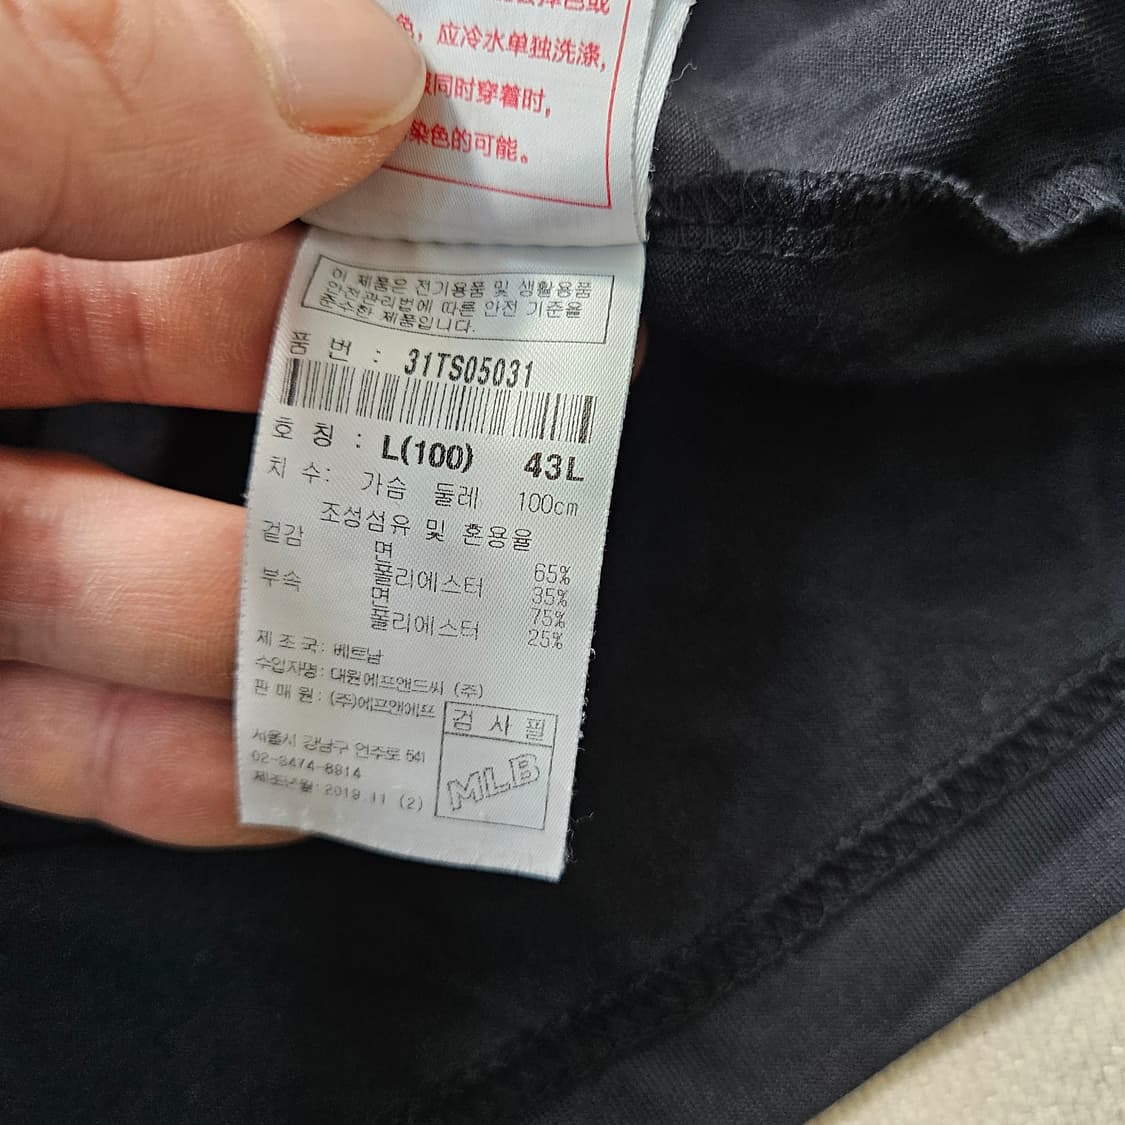 色, 应冷水单独洗涤,
同时穿着时,
染色的可能。
이 제품은 전기용품 및 생활용품
안전관리법에 따른 안전 기준을
준수한 제품입니다.
품 번 : 31TS05031
호 칭 : L(100) 43L
치 수: 가슴 둘레 100cm
조성섬유 및 혼용율
겉감 면 65%
폴리에스터 35%
부속 면 75%
폴리에스터 25%
제 조 국: 베트남
수입자명: 대원에프앤드씨 (주)
판 매 원: (주)에프앤에프
서울시 강남구 언주로 541
02-3474-8814
제조년월: 2019.11 (2)
검 사 필
MLB